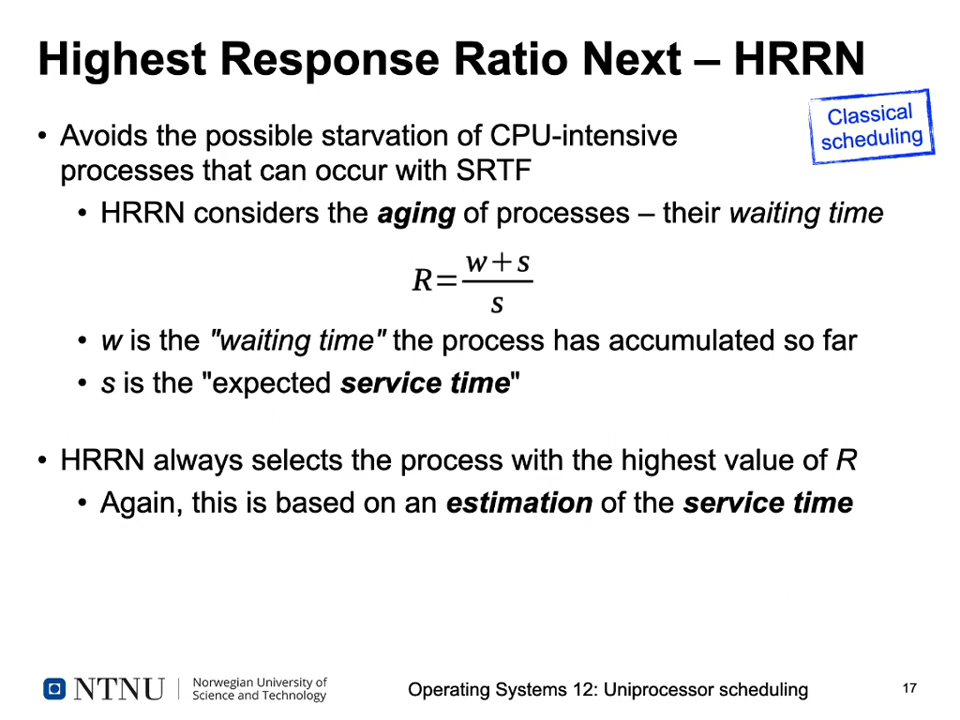 Highest Response Ratio Next – HRRN
Classical
scheduling
• Avoids the possible starvation of CPU-intensive
processes that can occur with SRTF
• HRRN considers the aging of processes – their waiting time
R = (w+s)/s
• w is the "waiting time" the process has accumulated so far
• s is the "expected service time"
• HRRN always selects the process with the highest value of R
• Again, this is based on an estimation of the service time
NTNU
Norwegian University of
Science and Technology
Operating Systems 12: Uniprocessor scheduling
17